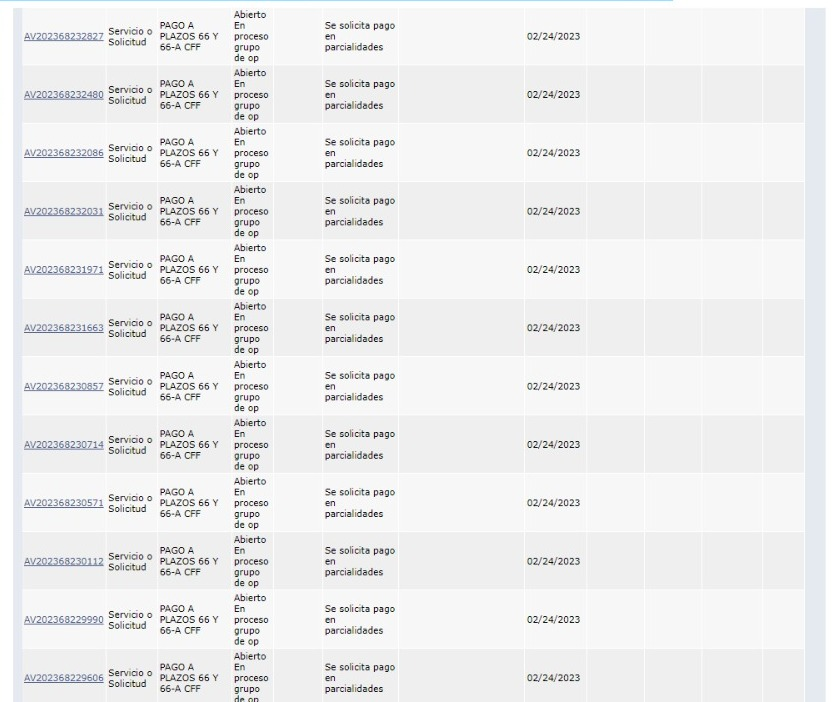 AV202368232827 Servicio o Solicitud PAGO A PLAZOS 66 Y 66-A CFF Abierto En proceso grupo de op Se solicita pago en parcialidades 02/24/2023
AV202368232480 Servicio o Solicitud PAGO A PLAZOS 66 Y 66-A CFF Abierto En proceso grupo de op Se solicita pago en parcialidades 02/24/2023
AV202368232086 Servicio o Solicitud PAGO A PLAZOS 66 Y 66-A CFF Abierto En proceso grupo de op Se solicita pago en parcialidades 02/24/2023
AV202368232031 Servicio o Solicitud PAGO A PLAZOS 66 Y 66-A CFF Abierto En proceso grupo de op Se solicita pago en parcialidades 02/24/2023
AV202368231971 Servicio o Solicitud PAGO A PLAZOS 66 Y 66-A CFF Abierto En proceso grupo de op Se solicita pago en parcialidades 02/24/2023
AV202368231663 Servicio o Solicitud PAGO A PLAZOS 66 Y 66-A CFF Abierto En proceso grupo de op Se solicita pago en parcialidades 02/24/2023
AV202368230857 Servicio o Solicitud PAGO A PLAZOS 66 Y 66-A CFF Abierto En proceso grupo de op Se solicita pago en parcialidades 02/24/2023
AV202368230714 Servicio o Solicitud PAGO A PLAZOS 66 Y 66-A CFF Abierto En proceso grupo de op Se solicita pago en parcialidades 02/24/2023
AV202368230571 Servicio o Solicitud PAGO A PLAZOS 66 Y 66-A CFF Abierto En proceso grupo de op Se solicita pago en parcialidades 02/24/2023
AV202368230112 Servicio o Solicitud PAGO A PLAZOS 66 Y 66-A CFF Abierto En proceso grupo de op Se solicita pago en parcialidades 02/24/2023
AV202368229990 Servicio o Solicitud PAGO A PLAZOS 66 Y 66-A CFF Abierto En proceso grupo de op Se solicita pago en parcialidades 02/24/2023
AV202368229606 Servicio o Solicitud PAGO A PLAZOS 66 Y 66-A CFF Abierto En proceso grupo de op Se solicita pago en parcialidades 02/24/2023